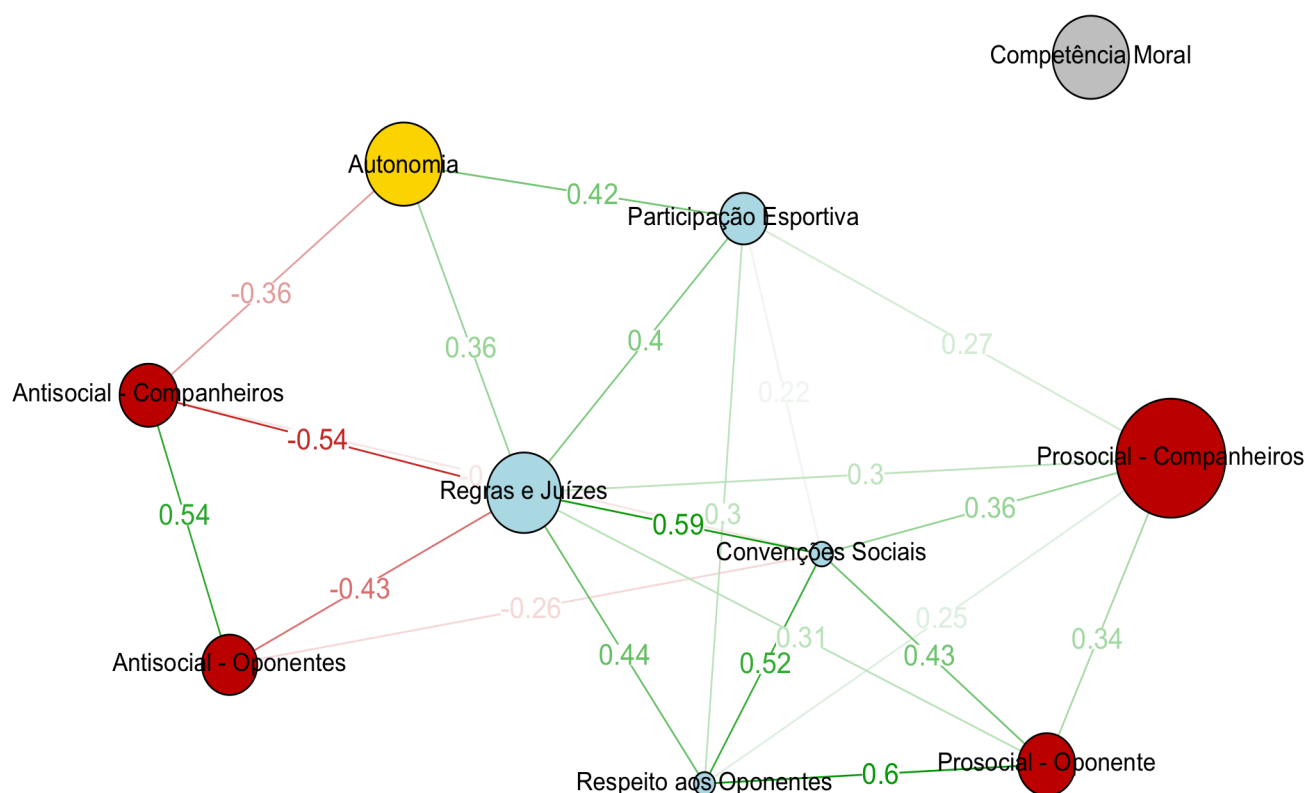 Competência Moral
Autonomia
0.42
Participação Esportiva
-0.36
0.36
0.4
0.27
Antisocial - Companheiros
0.22
-0.54
Prosocial - Companheiros
0.3
Regras e Juízes
0.36
0.54
0.3
0.59
Convenções Sociais
-0.43
-0.26
0.25
0.31
0.34
0.44
0.52
0.43
Antisocial - Oponentes
Prosocial - Oponente
0.6
Respeito aos Oponentes